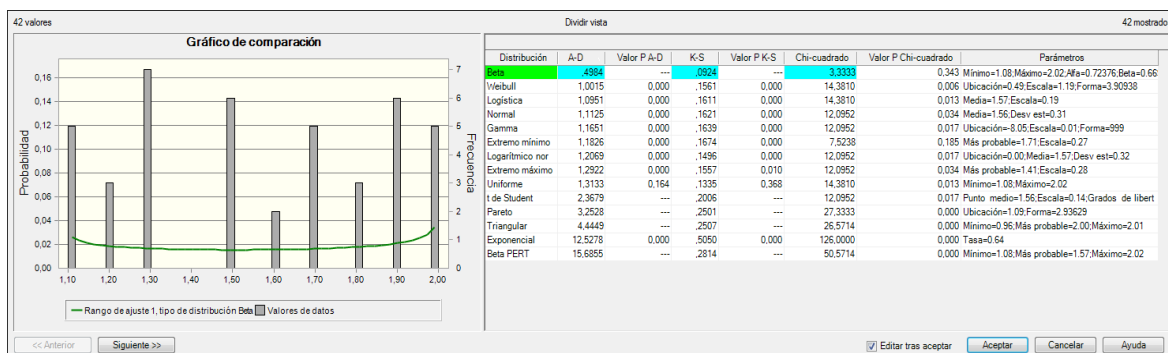 42 valores Dividir vista 42 mostrado
Gráfico de comparación
Probabilidad
0,16
0,14
0,12
0,10
0,08
0,06
0,04
0,02
0,00
7
6
5
4
3
2
1
0
Frecuencia
1,10 1,20 1,30 1,40 1,50 1,60 1,70 1,80 1,90 2,00
Rango de ajuste 1, tipo de distribución Beta Valores de datos
Distribución A-D Valor P A-D K-S Valor P K-S Chi-cuadrado Valor P Chi-cuadrado Parámetros
Beta ,4984 --- ,0924 --- 3,3333 0,343 Mínimo=1.08;Máximo=2.02;Alfa=0.72376;Beta=0.66
Weibull 1,0015 0,000 ,1561 0,000 14,3810 0,006 Ubicación=0.49;Escala=1.19;Forma=3.90938
Logística 1,0951 0,000 ,1611 0,000 14,3810 0,013 Media=1.57;Escala=0.19
Normal 1,1125 0,000 ,1621 0,000 12,0952 0,034 Media=1.56;Desv est=0.31
Gamma 1,1651 0,000 ,1639 0,000 12,0952 0,017 Ubicación=-8.05;Escala=0.01;Forma=999
Extremo mínimo 1,1826 0,000 ,1674 0,000 7,5238 0,185 Más probable=1.71;Escala=0.27
Logarítmico nor 1,2069 0,000 ,1496 0,000 12,0952 0,017 Ubicación=0.00;Media=1.57;Desv est=0.32
Extremo máximo 1,2922 0,000 ,1557 0,010 12,0952 0,034 Más probable=1.41;Escala=0.28
Uniforme 1,3133 0,164 ,1335 0,368 14,3810 0,013 Mínimo=1.08;Máximo=2.02
t de Student 2,3679 --- ,2006 --- 12,0952 0,017 Punto medio=1.56;Escala=0.14;Grados de libert
Pareto 3,2528 --- ,2501 --- 27,3333 0,000 Ubicación=1.09;Forma=2.93629
Triangular 4,4449 --- ,2507 --- 26,5714 0,000 Mínimo=0.96;Más probable=2.00;Máximo=2.01
Exponencial 12,5278 0,000 ,5050 0,000 126,0000 0,000 Tasa=0.64
Beta PERT 15,6855 --- ,2814 --- 50,5714 0,000 Mínimo=1.08;Más probable=1.57;Máximo=2.02
<< Anterior Siguiente >> Editar tras aceptar Aceptar Cancelar Ayuda